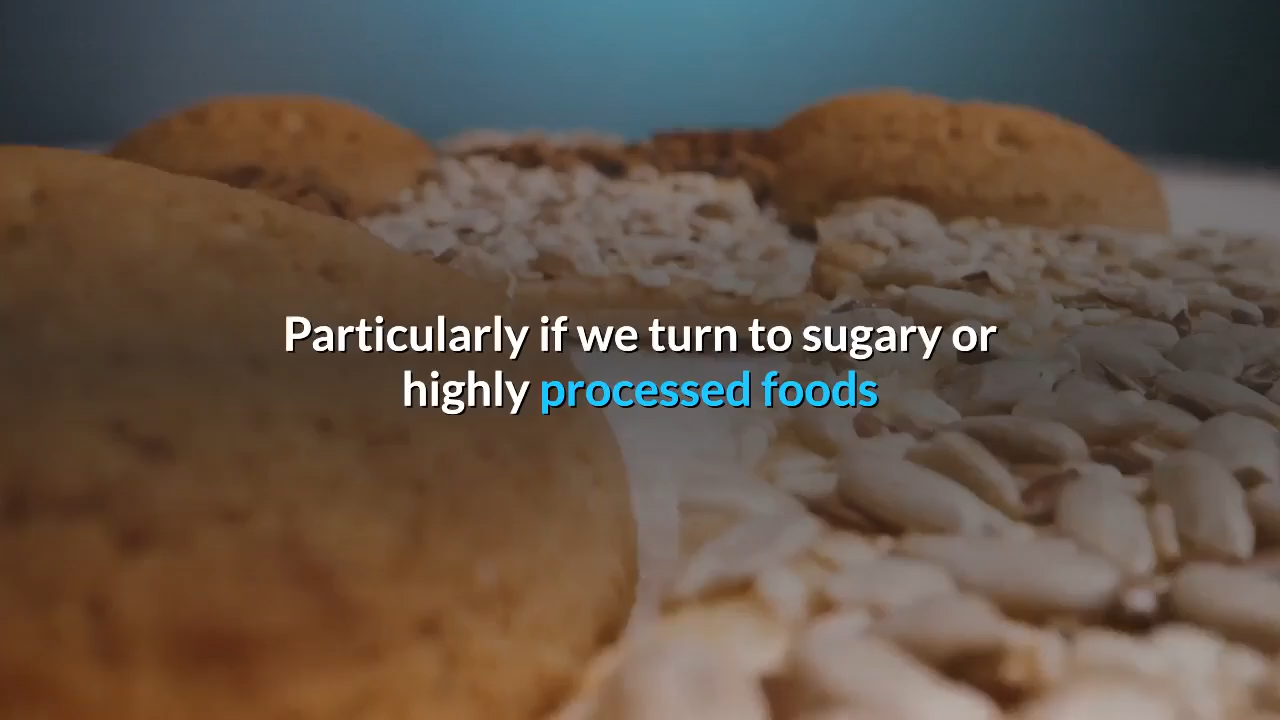 Particularly if we turn to sugary or
highly processed foods